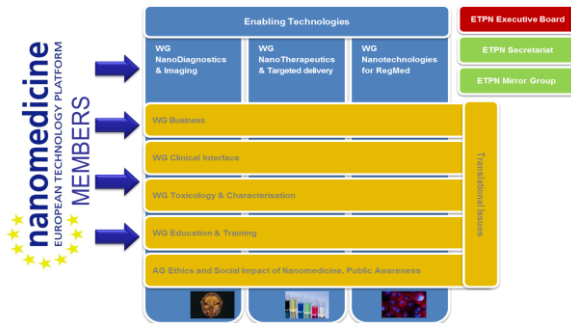 nanomedicine
EUROPEAN TECHNOLOGY PLATFORM
MEMBERS
Enabling Technologies
WG
NanoDiagnostics
& Imaging
WG
NanoTherapeutics
& Targeted delivery
WG
Nanotechnologies
for RegMed
ETPN Executive Board
ETPN Secretariat
ETPN Mirror Group
WG Business
WG Clinical Interface
WG Toxicology & Characterisation
WG Education & Training
AG Ethics and Social Impact of Nanomedicine, Public Awareness
Translational Issues